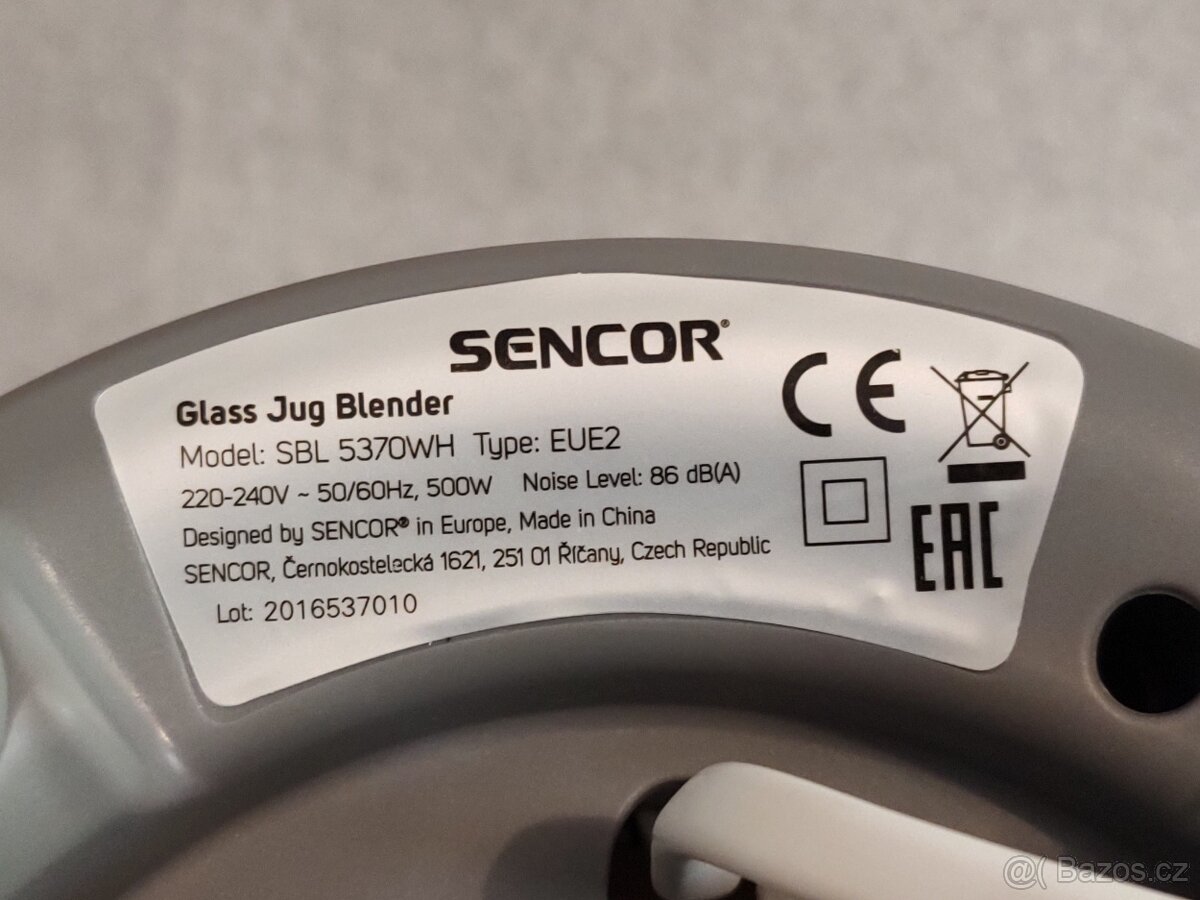 SENCOR®
Glass Jug Blender
Model: SBL 5370WH Type: EUE2
220-240V ~ 50/60Hz, 500W Noise Level: 86 dB(A)
Designed by SENCOR® in Europe, Made in China
SENCOR, Černokostelecká 1621, 251 01 Říčany, Czech Republic
Lot: 2016537010
CE
EAC
@( Bazos.cz